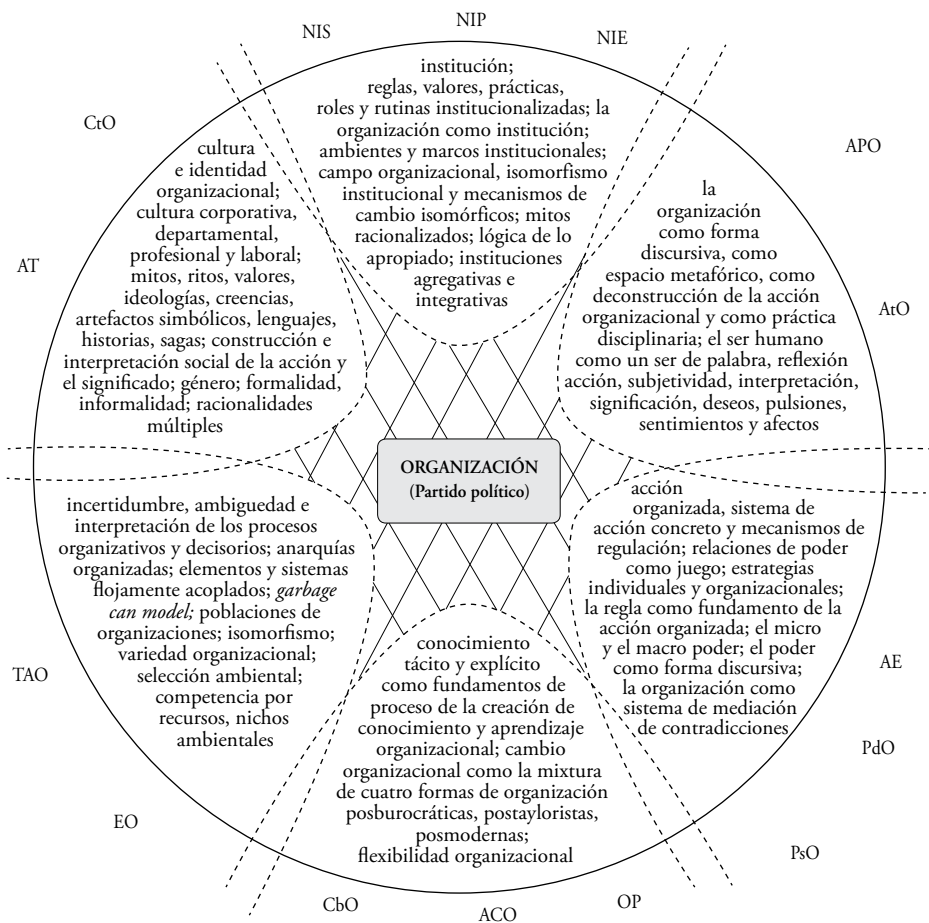 NIP
NIS
NIE
institución;
reglas, valores, prácticas,
roles y rutinas institucionalizadas; la
organización como institución;
ambientes y marcos institucionales;
campo organizacional, isomorfismo
institucional y mecanismos de
cambio isomórficos; mitos
racionalizados; lógica de lo
apropiado; instituciones
agregativas e
integrativas
CtO
APO
cultura
e identidad
organizacional;
cultura corporativa,
departamental,
profesional y laboral;
mitos, ritos, valores,
ideologías, creencias,
artefactos simbólicos, lenguajes,
historias, sagas; construcción e
interpretación social de la acción y
el significado; género; formalidad,
informalidad; racionalidades
múltiples
la
organización
como forma
discursiva, como
espacio metafórico, como
deconstrucción de la acción
organizacional y como práctica
disciplinaria; el ser humano
como un ser de palabra, reflexión
acción, subjetividad, interpretación,
significación, deseos, pulsiones,
sentimientos y afectos
AT
AtO
ORGANIZACIÓN
(Partido político)
incertidumbre, ambiguedad e
interpretación de los procesos
organizativos y decisorios; anarquías
organizadas; elementos y sistemas
flojamente acoplados; garbage
can model; poblaciones de
organizaciones; isomorfismo;
variedad organizacional;
selección ambiental;
competencia por
recursos, nichos
ambientales
acción
organizada, sistema de
acción concreto y mecanismos de
regulación; relaciones de poder
como juego; estrategias
individuales y organizacionales;
la regla como fundamento de la
acción organizada; el micro
y el macro poder; el poder
como forma discursiva;
la organización como
sistema de mediación
de contradicciones
TAO
AE
conocimiento
tácito y explícito
como fundamentos de
proceso de la creación de
conocimiento y aprendizaje
organizacional; cambio
organizacional como la mixtura
de cuatro formas de organización
posburocráticas, postayloristas,
posmodernas;
flexibilidad organizacional
PdO
EO
PsO
CbO
ACO
OP